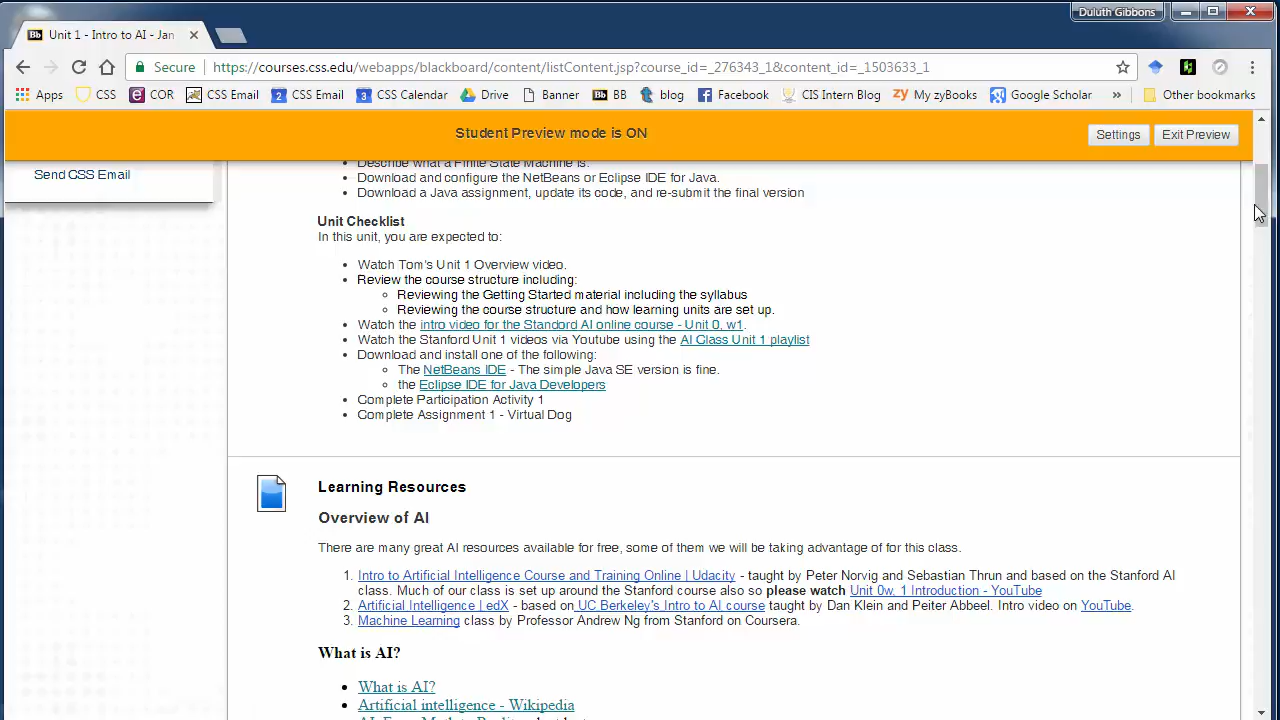 Duluth Gibbons
Bb Unit 1 - Intro to AI - Jan
Secure https://courses.css.edu/webapps/blackboard/content/listContent.jsp?course_id=_276343_1&content_id=_1503633_1
Apps CSS COR CSS Email 2 CSS Email 3 CSS Calendar Drive Banner Bb BB blog Facebook CIS Intern Blog zy My zyBooks Google Scholar » Other bookmarks
Student Preview mode is ON Settings Exit Preview
Send CSS Email
Describe what a Finite State Machine is.
Download and configure the NetBeans or Eclipse IDE for Java.
Download a Java assignment, update its code, and re-submit the final version
Unit Checklist
In this unit, you are expected to:
Watch Tom's Unit 1 Overview video.
Review the course structure including:
Reviewing the Getting Started material including the syllabus
Reviewing the course structure and how learning units are set up.
Watch the intro video for the Standord AI online course - Unit 0, w1.
Watch the Stanford Unit 1 videos via Youtube using the AI Class Unit 1 playlist
Download and install one of the following:
The NetBeans IDE - The simple Java SE version is fine.
the Eclipse IDE for Java Developers
Complete Participation Activity 1
Complete Assignment 1 - Virtual Dog
Learning Resources
Overview of AI
There are many great AI resources available for free, some of them we will be taking advantage of for this class.
1. Intro to Artificial Intelligence Course and Training Online | Udacity - taught by Peter Norvig and Sebastian Thrun and based on the Stanford AI
class. Much of our class is set up around the Stanford course also so please watch Unit 0w, 1 Introduction - YouTube
2. Artificial Intelligence | edX - based on UC Berkeley's Intro to AI course taught by Dan Klein and Peiter Abbeel. Intro video on YouTube.
3. Machine Learning class by Professor Andrew Ng from Stanford on Coursera.
What is AI?
What is AI?
Artificial intelligence - Wikipedia